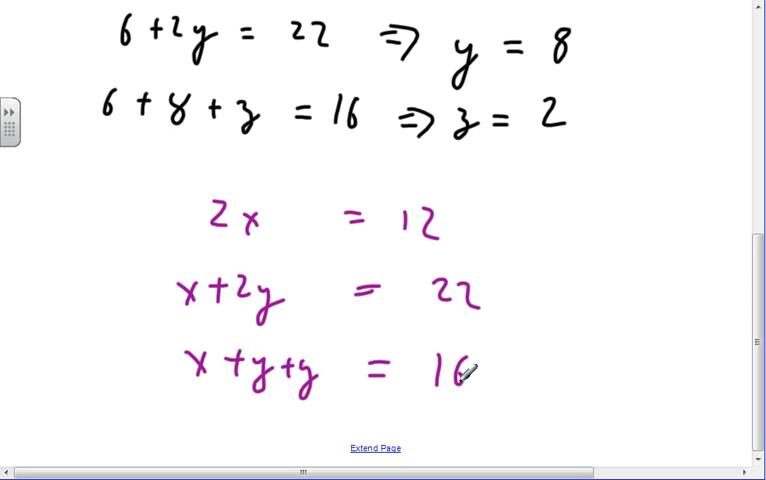 6 + 2y = 22 ⇒ y = 8
6 + 8 + z = 16 ⇒ z = 2
2x = 12
x + 2y = 22
x + y + y = 16
Extend Page